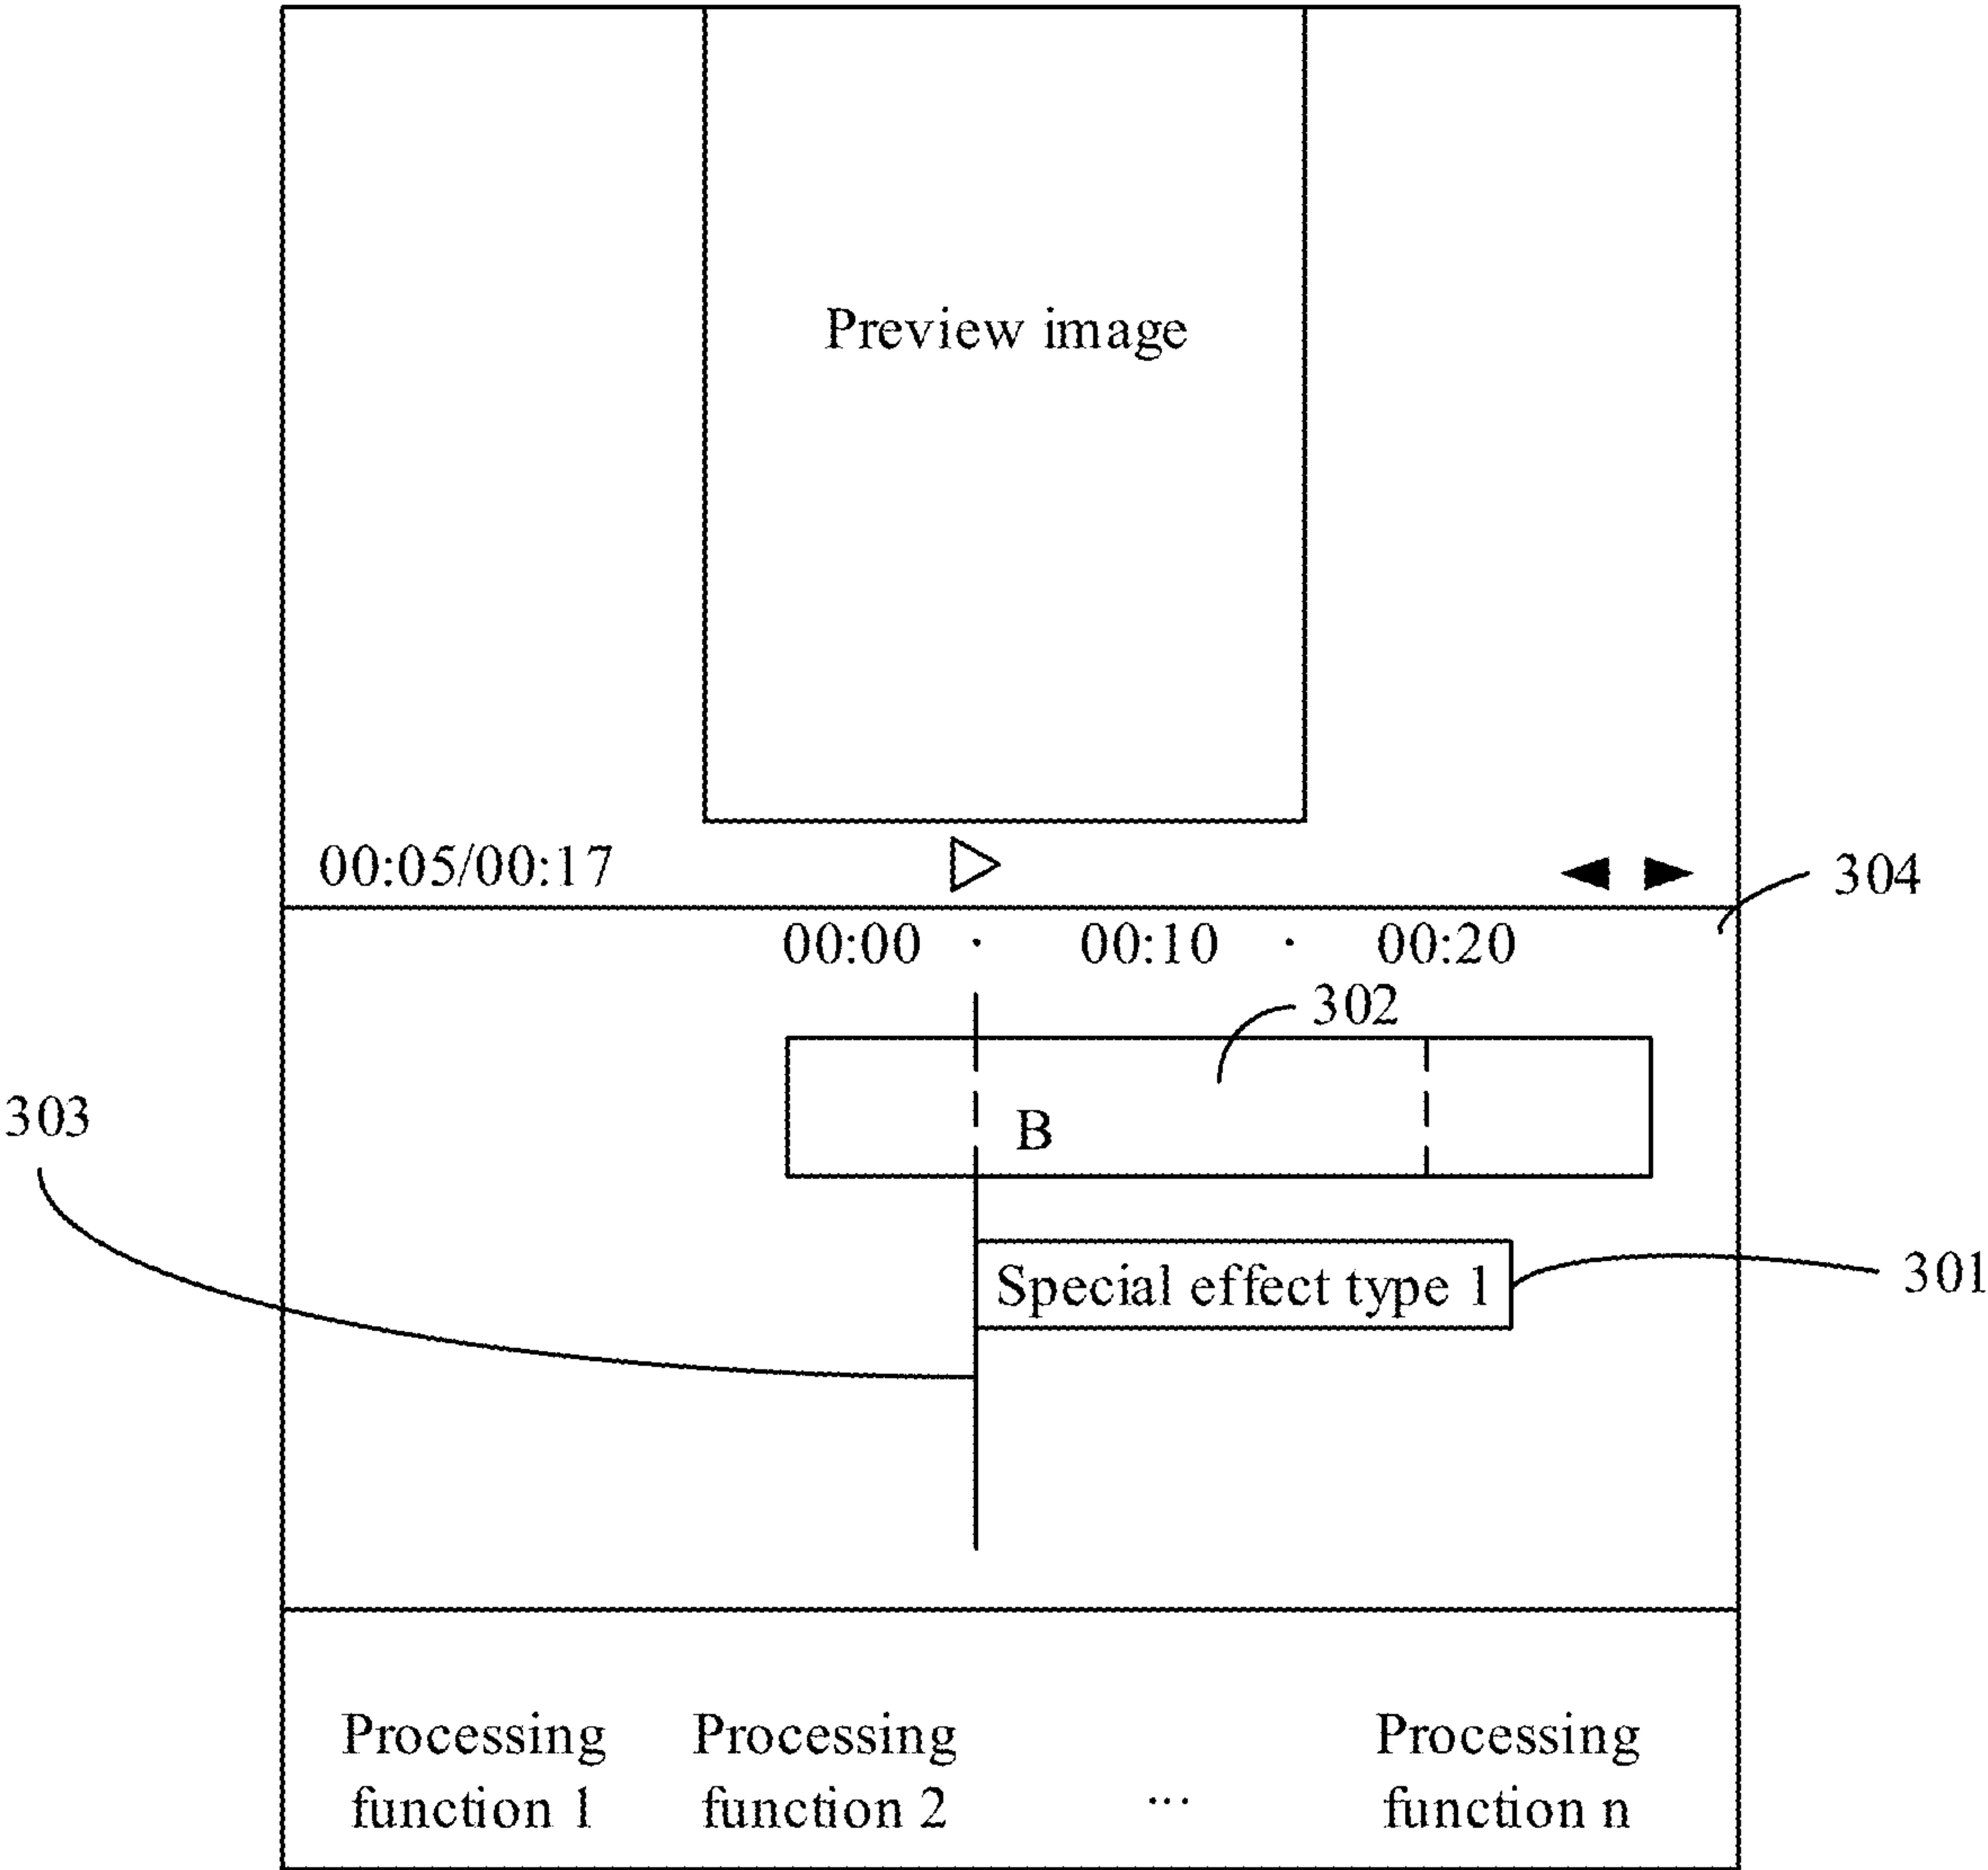 Preview image
00:05/00:17
304
00:00 · 00:10 · 00:20
302
303
B
Special effect type 1
301
Processing function 1
Processing function 2
...
Processing function n